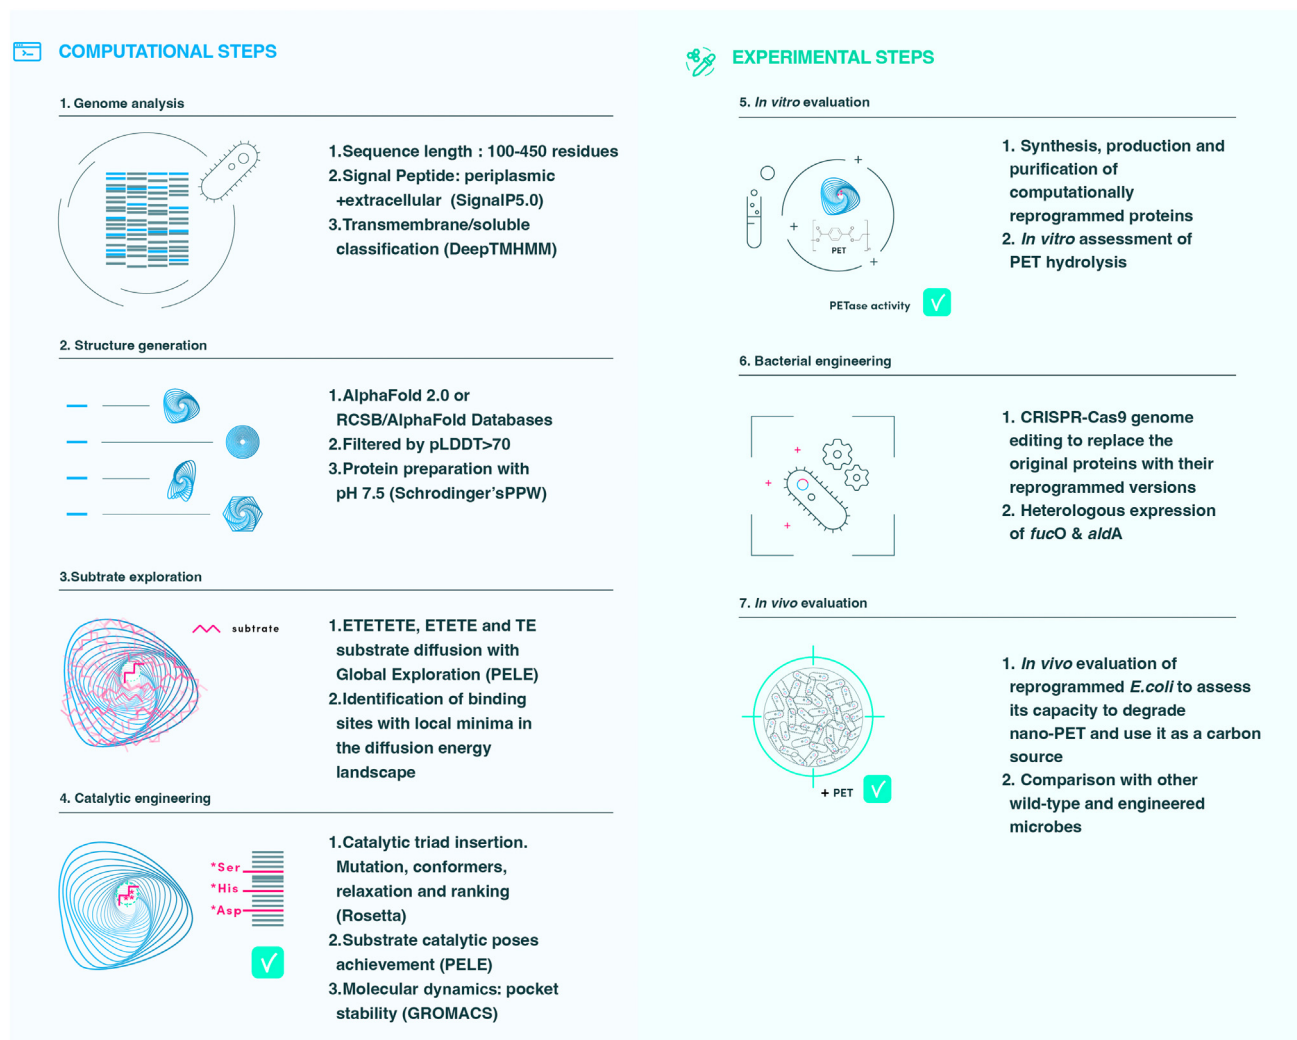 COMPUTATIONAL STEPS
1. Genome analysis
1.Sequence length : 100-450 residues
2.Signal Peptide: periplasmic
+extracellular (SignalP5.0)
3.Transmembrane/soluble
classification (DeepTMHMM)
2. Structure generation
1.AlphaFold 2.0 or
RCSB/AlphaFold Databases
2.Filtered by pLDDT>70
3.Protein preparation with
pH 7.5 (Schrodinger'sPPW)
3.Subtrate exploration
subtrate
1.ETETETE, ETETE and TE
substrate diffusion with
Global Exploration (PELE)
2.Identification of binding
sites with local minima in
the diffusion energy
landscape
4. Catalytic engineering
*Ser
*His
*Asp
1.Catalytic triad insertion.
Mutation, conformers,
relaxation and ranking
(Rosetta)
2.Substrate catalytic poses
achievement (PELE)
3.Molecular dynamics: pocket
stability (GROMACS)
EXPERIMENTAL STEPS
5. In vitro evaluation
PET
PETase activity
1. Synthesis, production and
purification of
computationally
reprogrammed proteins
2. In vitro assessment of
PET hydrolysis
6. Bacterial engineering
1. CRISPR-Cas9 genome
editing to replace the
original proteins with their
reprogrammed versions
2. Heterologous expression
of fucO & aldA
7. In vivo evaluation
+ PET
1. In vivo evaluation of
reprogrammed E.coli to assess
its capacity to degrade
nano-PET and use it as a carbon
source
2. Comparison with other
wild-type and engineered
microbes